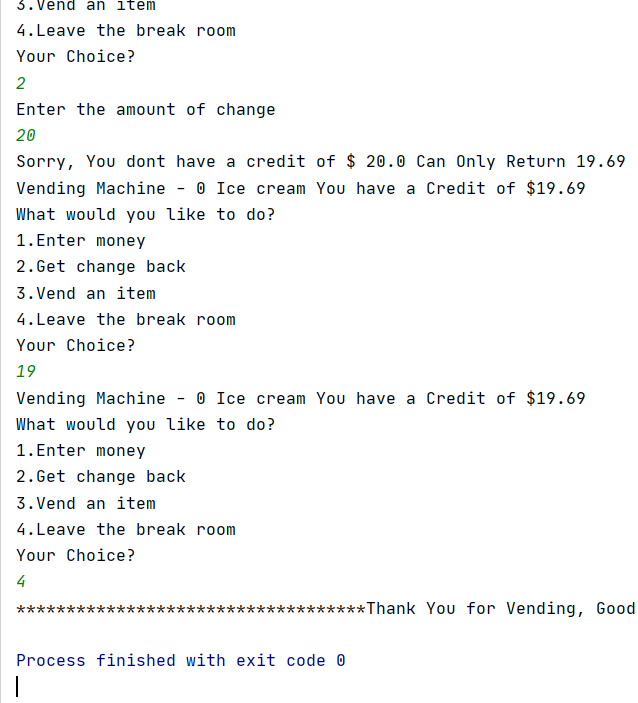 3.Vend an item
4.Leave the break room
Your Choice?
2
Enter the amount of change
20
Sorry, You dont have a credit of $ 20.0 Can Only Return 19.69
Vending Machine - 0 Ice cream You have a Credit of $19.69
What would you like to do?
1.Enter money
2.Get change back
3.Vend an item
4.Leave the break room
Your Choice?
19
Vending Machine - 0 Ice cream You have a Credit of $19.69
What would you like to do?
1.Enter money
2.Get change back
3.Vend an item
4.Leave the break room
Your Choice?
4
***********************************Thank You for Vending, Good
Process finished with exit code 0